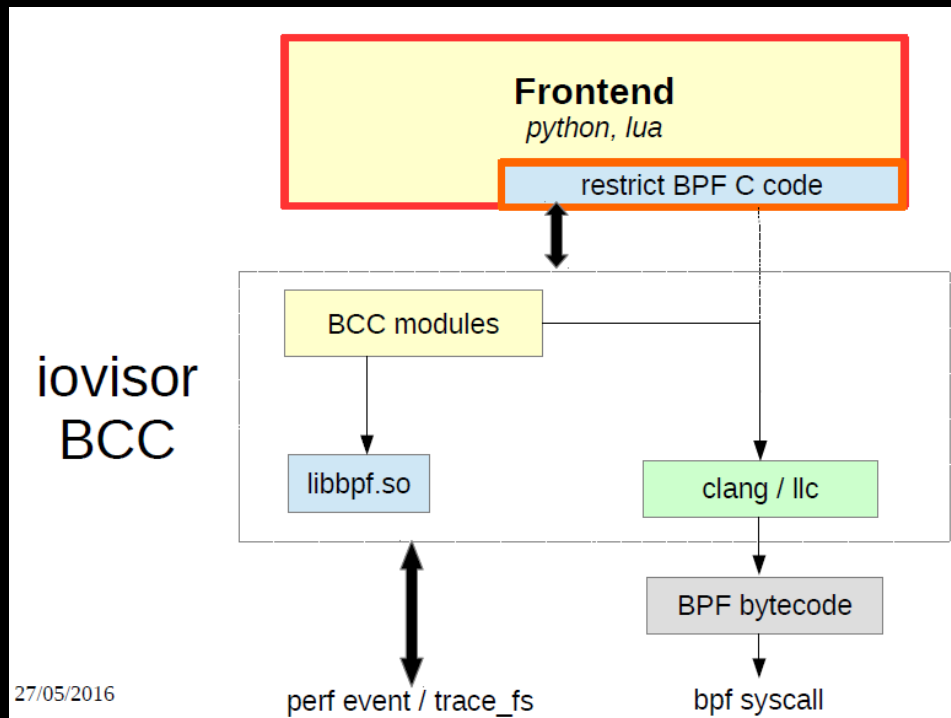 Frontend
python, lua
restrict BPF C code
BCC modules
iovisor
BCC
libbpf.so
clang / llc
BPF bytecode
27/05/2016
perf event / trace_fs
bpf syscall